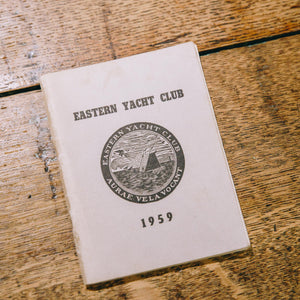 EASTERN YACHT CLUB
EASTERN YACHT CLUB
AURAE VELA VOCANT
1959